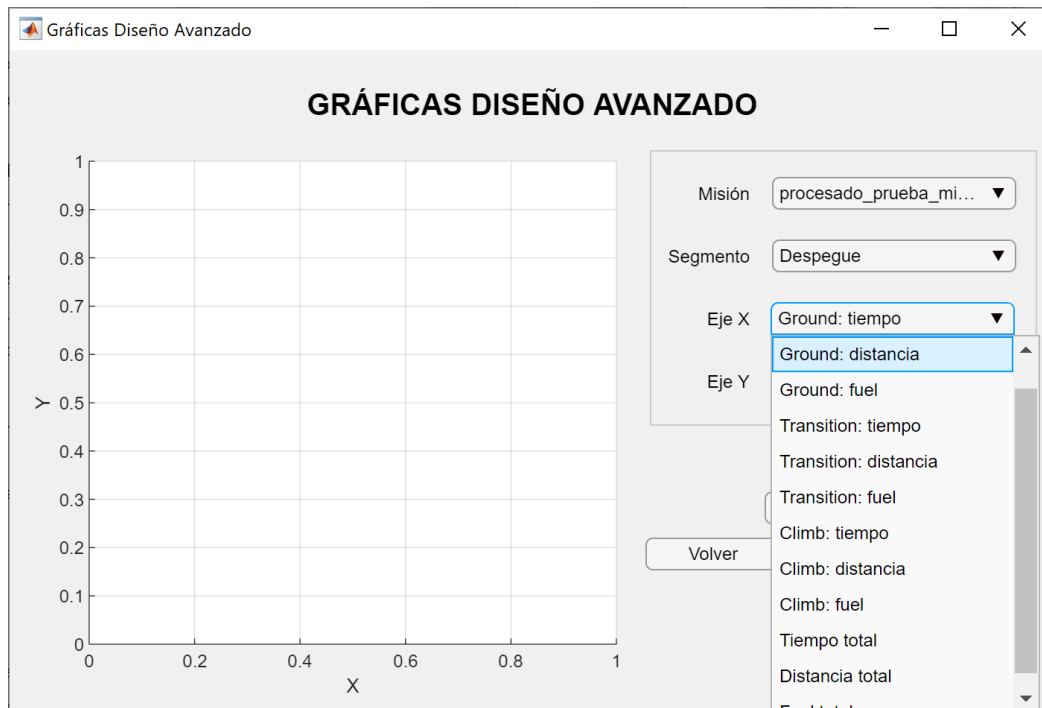 Gráficas Diseño Avanzado
GRÁFICAS DISEÑO AVANZADO
1
0.9
0.8
0.7
0.6
0.5
0.4
0.3
0.2
0.1
0
Y
0 0.2 0.4 0.6 0.8 1
X
Misión procesado_prueba_mi...
Segmento Despegue
Eje X Ground: tiempo
Eje Y
Ground: distancia
Ground: fuel
Transition: tiempo
Transition: distancia
Transition: fuel
Climb: tiempo
Climb: distancia
Climb: fuel
Tiempo total
Distancia total
Volver